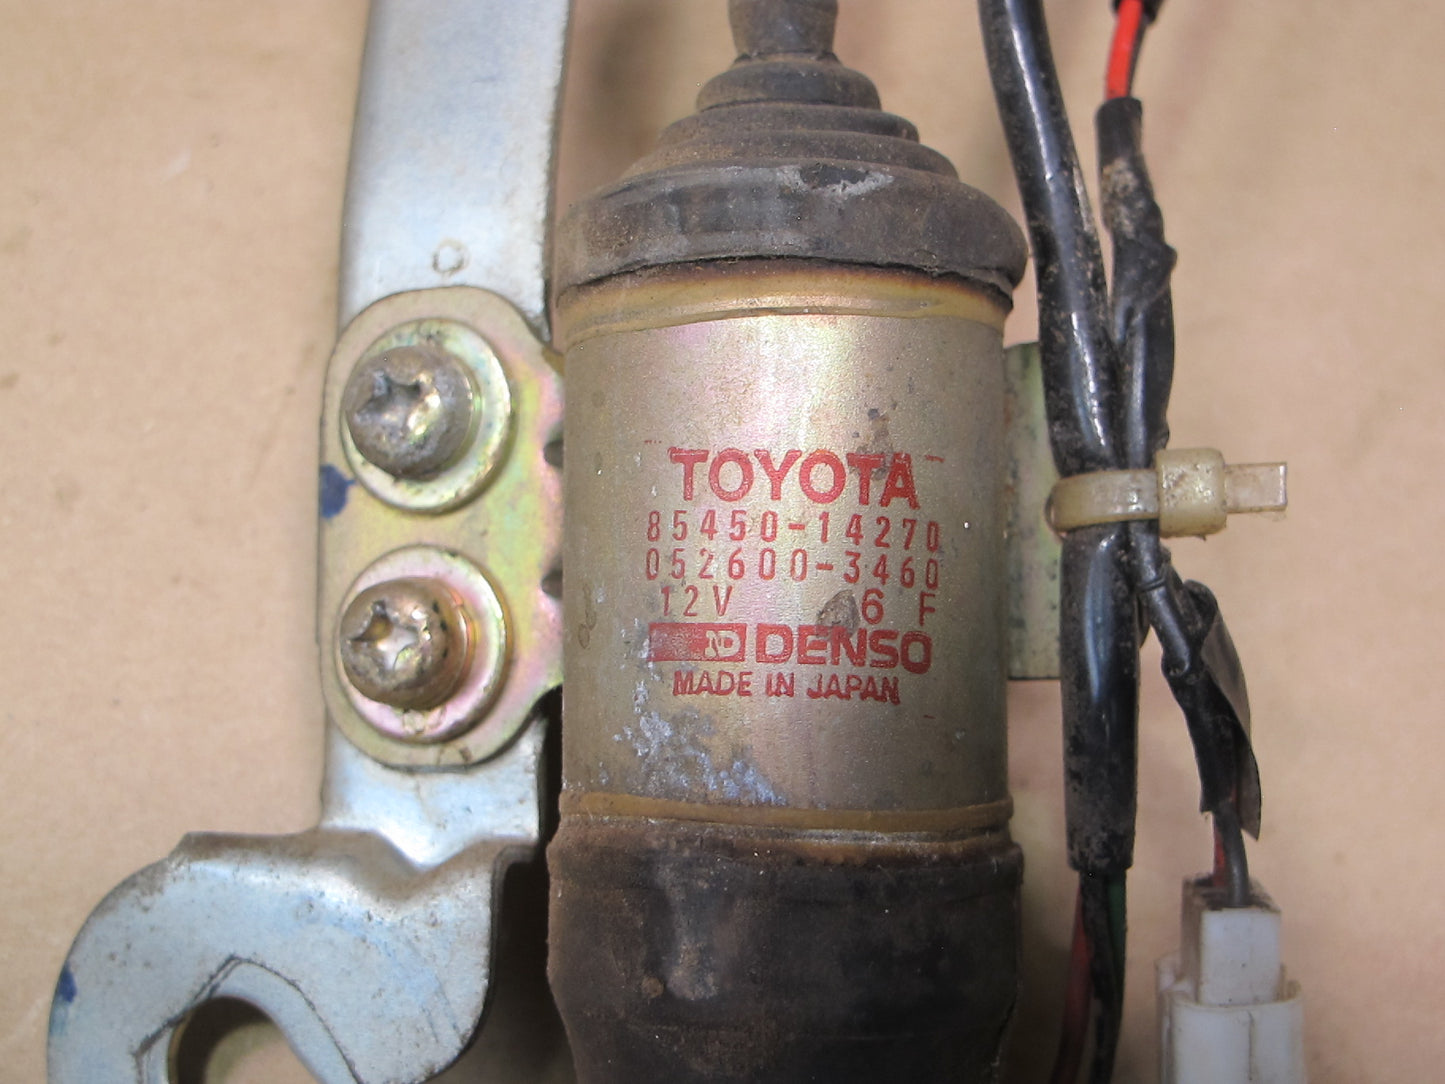 TOYOTA
85450-14270
052600-3460
12V 6 F
ND DENSO
MADE IN JAPAN